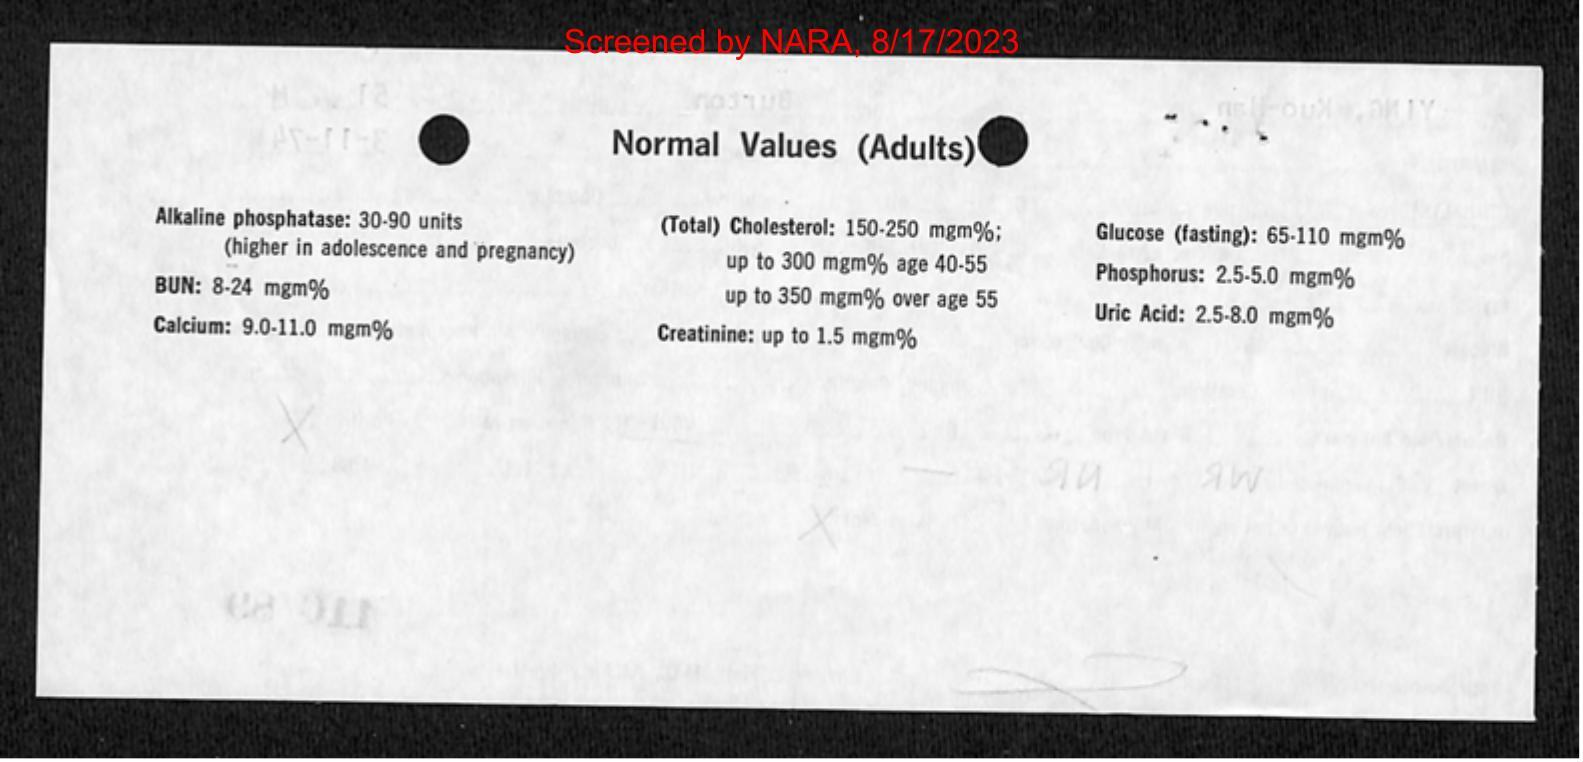 Screened by NARA, 8/17/2023
Normal Values (Adults)
Alkaline phosphatase: 30-90 units
(higher in adolescence and pregnancy)
BUN: 8-24 mgm%
Calcium: 9.0-11.0 mgm%
(Total) Cholesterol: 150-250 mgm%;
up to 300 mgm% age 40-55
up to 350 mgm% over age 55
Creatinine: up to 1.5 mgm%
Glucose (fasting): 65-110 mgm%
Phosphorus: 2.5-5.0 mgm%
Uric Acid: 2.5-8.0 mgm%